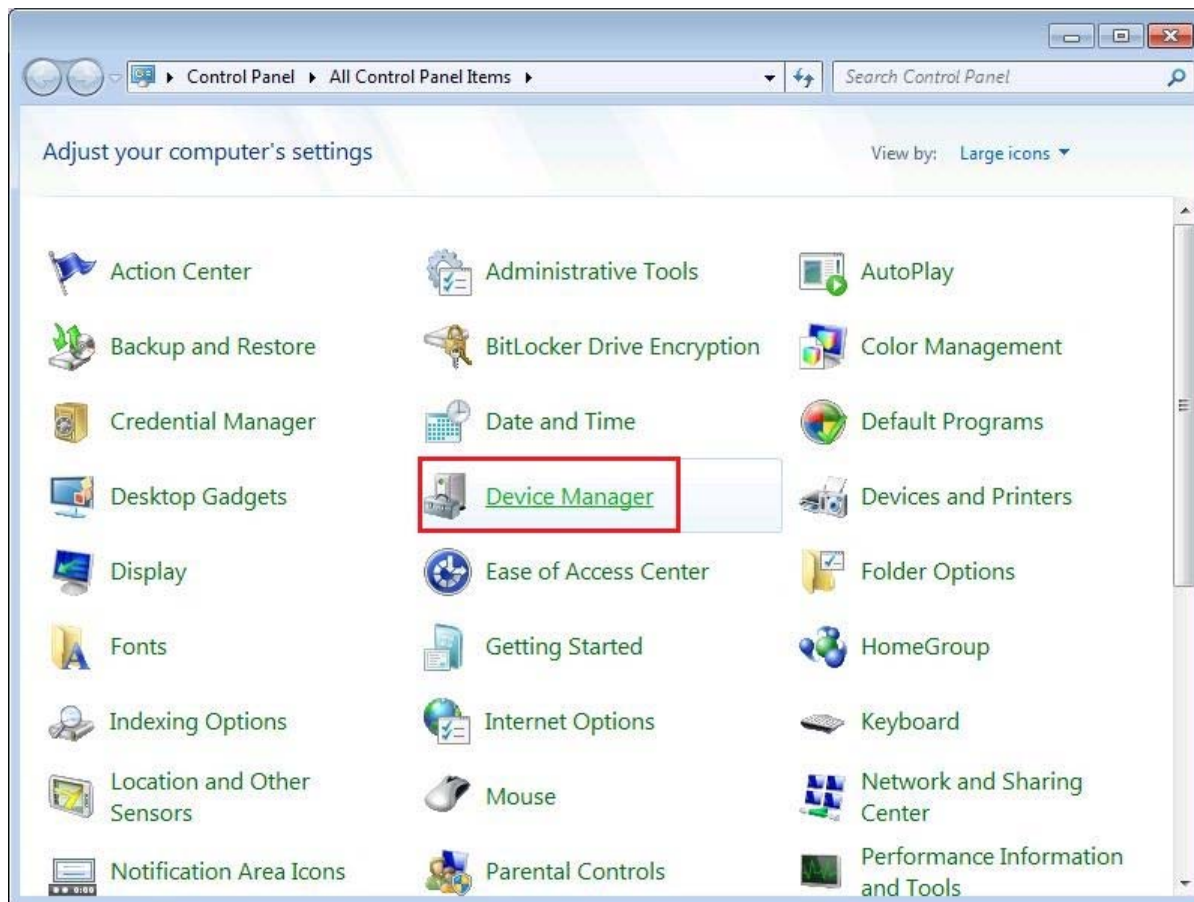 Control Panel All Control Panel Items Search Control Panel
Adjust your computer's settings View by: Large icons
Action Center Administrative Tools AutoPlay
Backup and Restore BitLocker Drive Encryption Color Management
Credential Manager Date and Time Default Programs
Desktop Gadgets Device Manager Devices and Printers
Display Ease of Access Center Folder Options
Fonts Getting Started HomeGroup
Indexing Options Internet Options Keyboard
Location and Other
Sensors
Mouse
Network and Sharing
Center
Notification Area Icons Parental Controls
Performance Information
and Tools